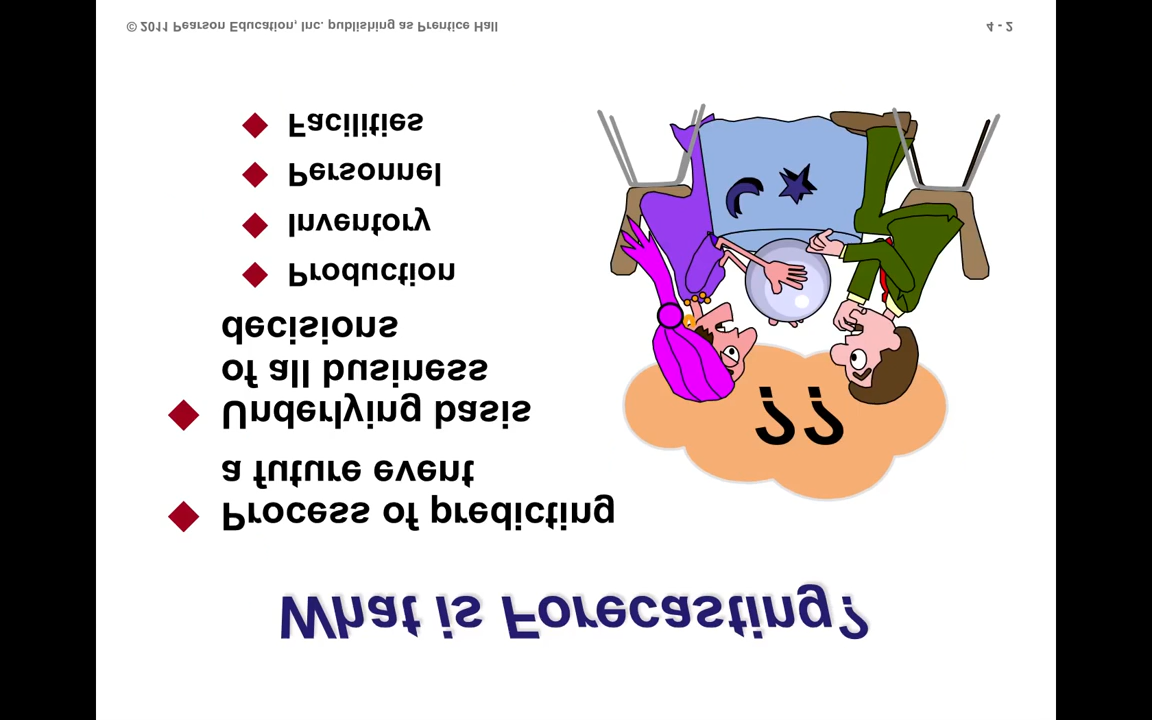 What is Forecasting?
Process of predicting
a future event
Underlying basis
of all business
decisions
Production
Inventory
Personnel
Facilities
??
© 2011 Pearson Education, Inc. publishing as Prentice Hall
4 - 2